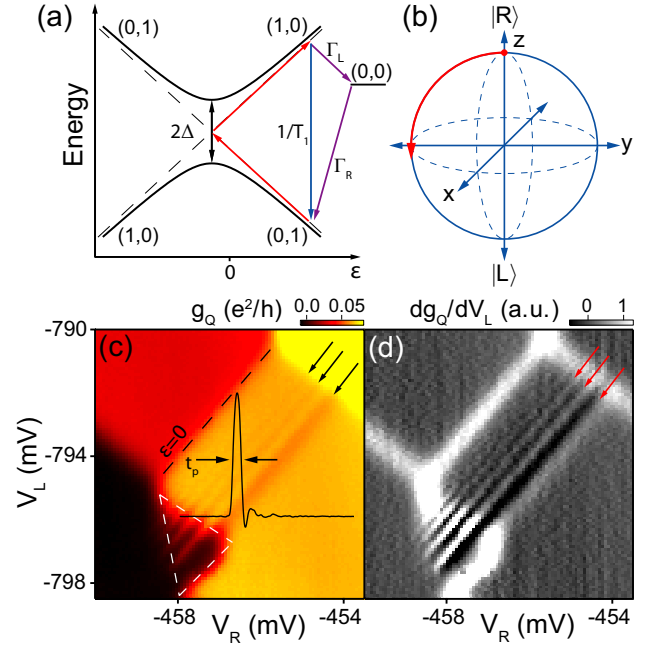 (a)
(0,1)
(1,0)
Γ_L
(0,0)
Energy
2Δ
1/T_1
Γ_R
(1,0)
(0,1)
0
ε
(b)
|R⟩
z
y
x
|L⟩
g_Q (e²/h)
0.0 0.05
dg_Q/dV_L (a.u.)
0 1
(c)
(d)
-790
-794
-798
V_L (mV)
ε=0
t_p
-458
-454
V_R (mV)
-458
-454
V_R (mV)